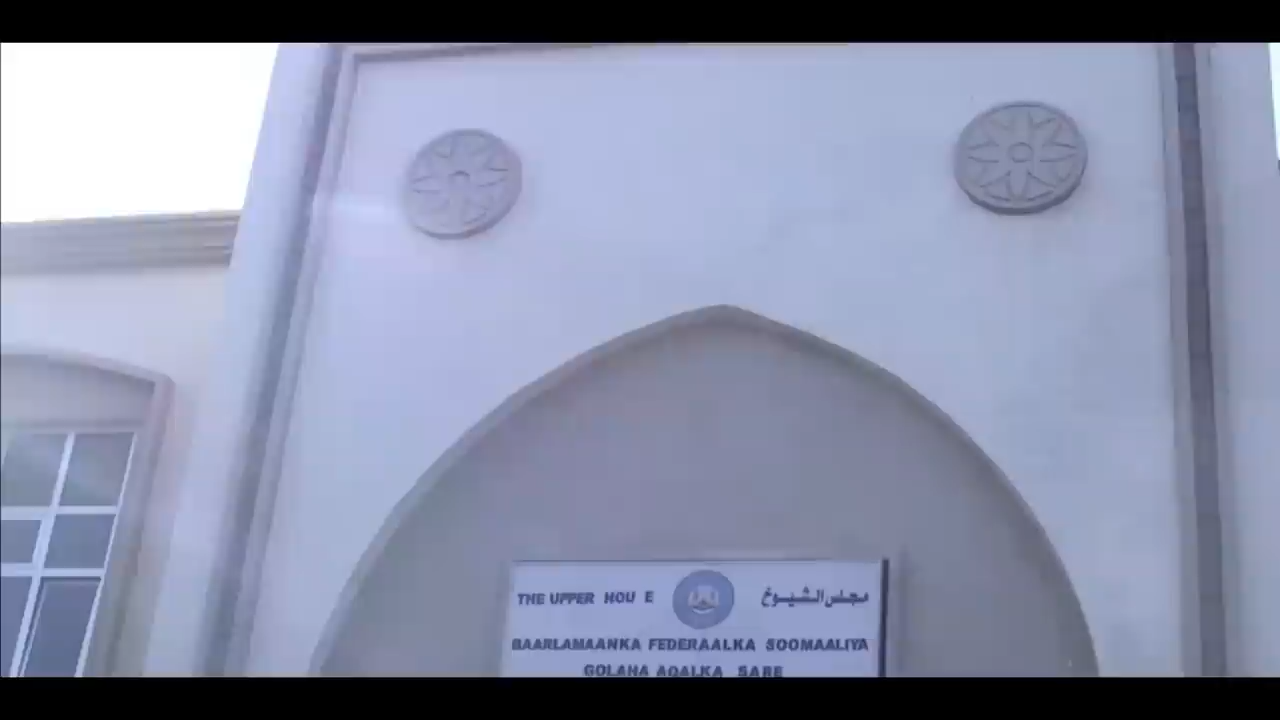 THE UPPER HOU E مجلس الشيوخ
BAARLAMAANKA FEDERAALKA SOOMAALIYA
GOLAHA AQALKA SARE